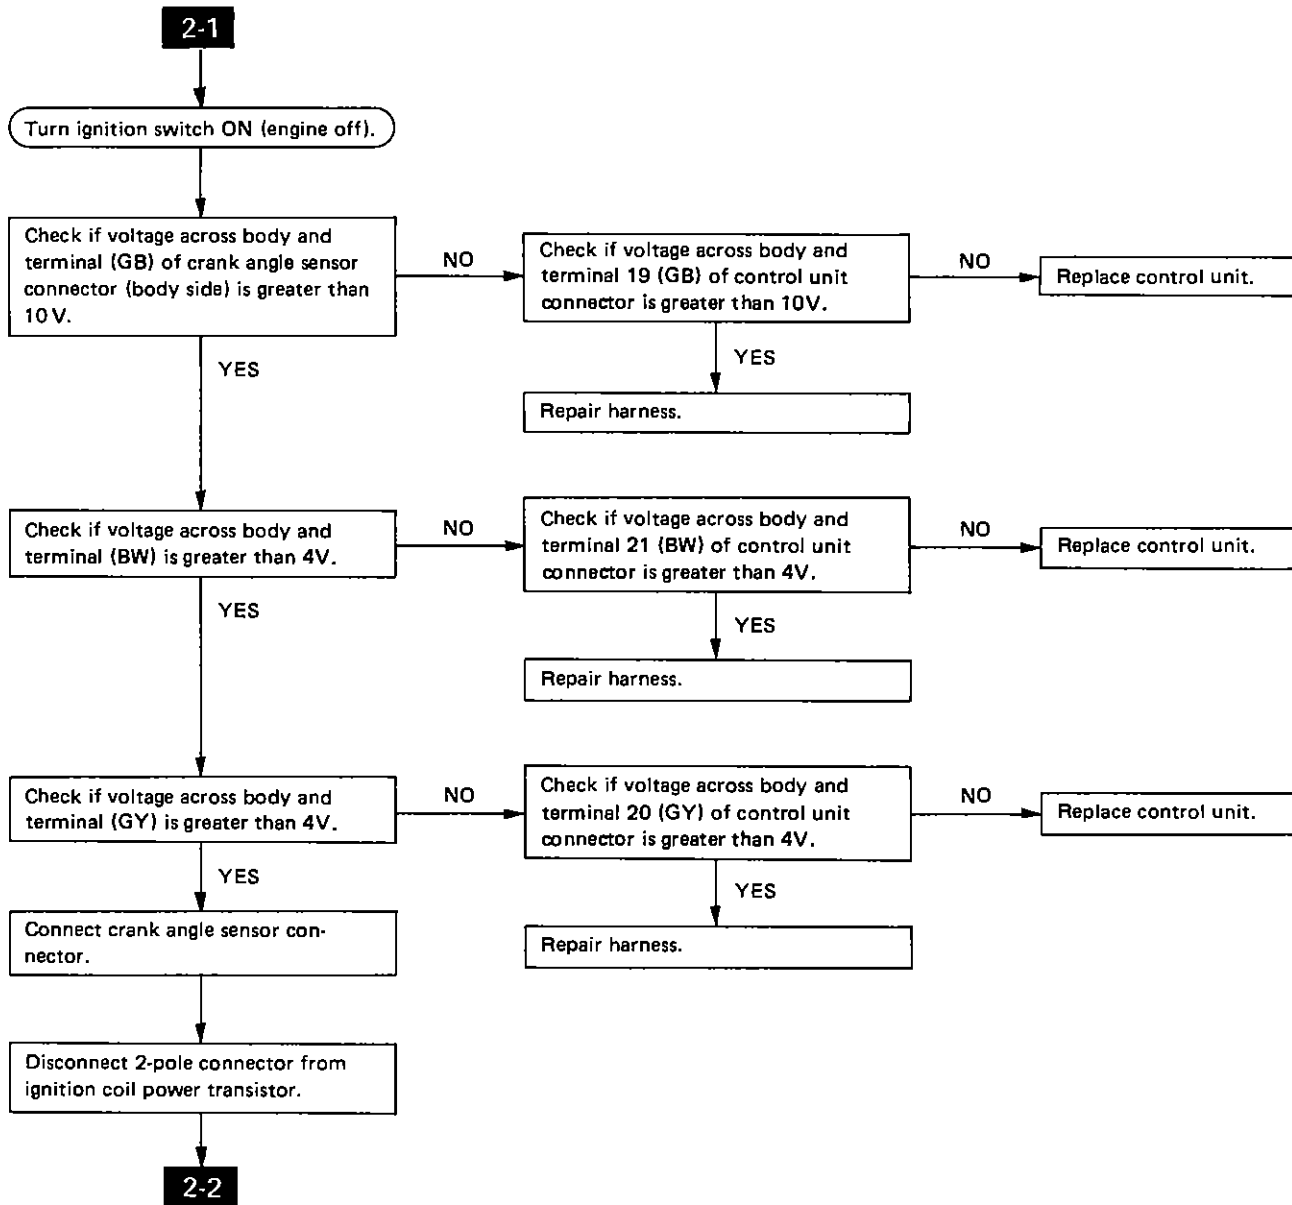 2-1
Turn ignition switch ON (engine off).
Check if voltage across body and
terminal (GB) of crank angle sensor
connector (body side) is greater than
10V.
NO
Check if voltage across body and
terminal 19 (GB) of control unit
connector is greater than 10V.
NO
Replace control unit.
YES
YES
Repair harness.
Check if voltage across body and
terminal (BW) is greater than 4V.
NO
Check if voltage across body and
terminal 21 (BW) of control unit
connector is greater than 4V.
NO
Replace control unit.
YES
YES
Repair harness.
Check if voltage across body and
terminal (GY) is greater than 4V.
NO
Check if voltage across body and
terminal 20 (GY) of control unit
connector is greater than 4V.
NO
Replace control unit.
YES
YES
Connect crank angle sensor con-
nector.
Repair harness.
Disconnect 2-pole connector from
ignition coil power transistor.
2-2